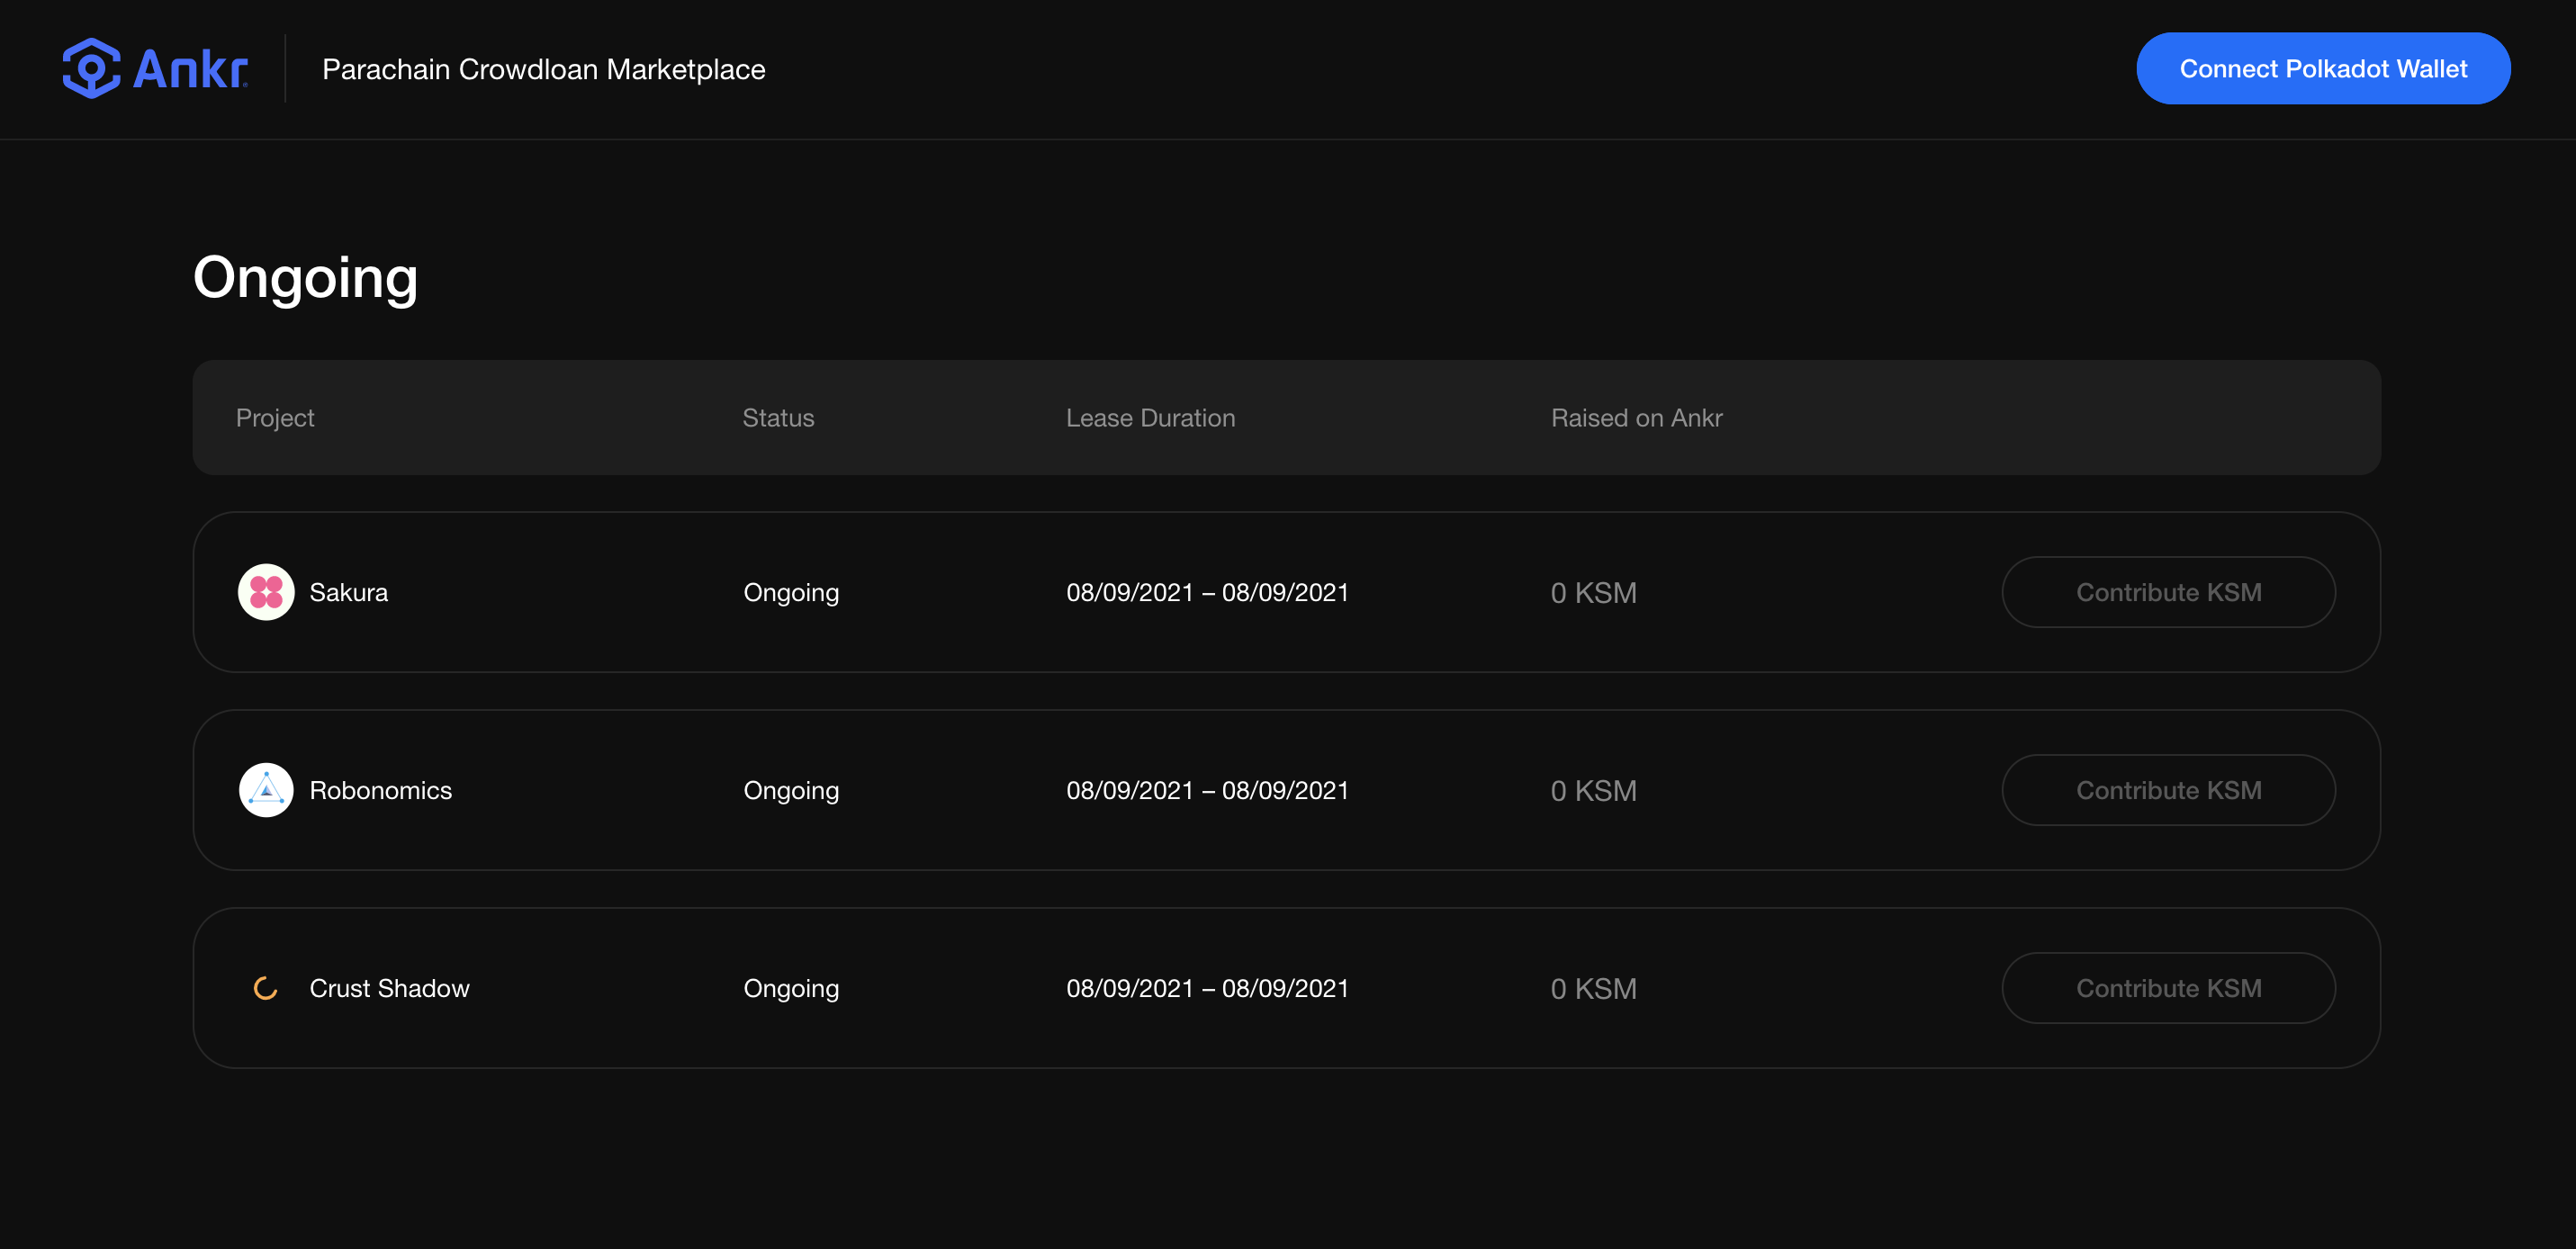 Ankr
Parachain Crowdloan Marketplace
Connect Polkadot Wallet
Ongoing
Project Status Lease Duration Raised on Ankr
Sakura Ongoing 08/09/2021 – 08/09/2021 0 KSM Contribute KSM
Robonomics Ongoing 08/09/2021 – 08/09/2021 0 KSM Contribute KSM
Crust Shadow Ongoing 08/09/2021 – 08/09/2021 0 KSM Contribute KSM